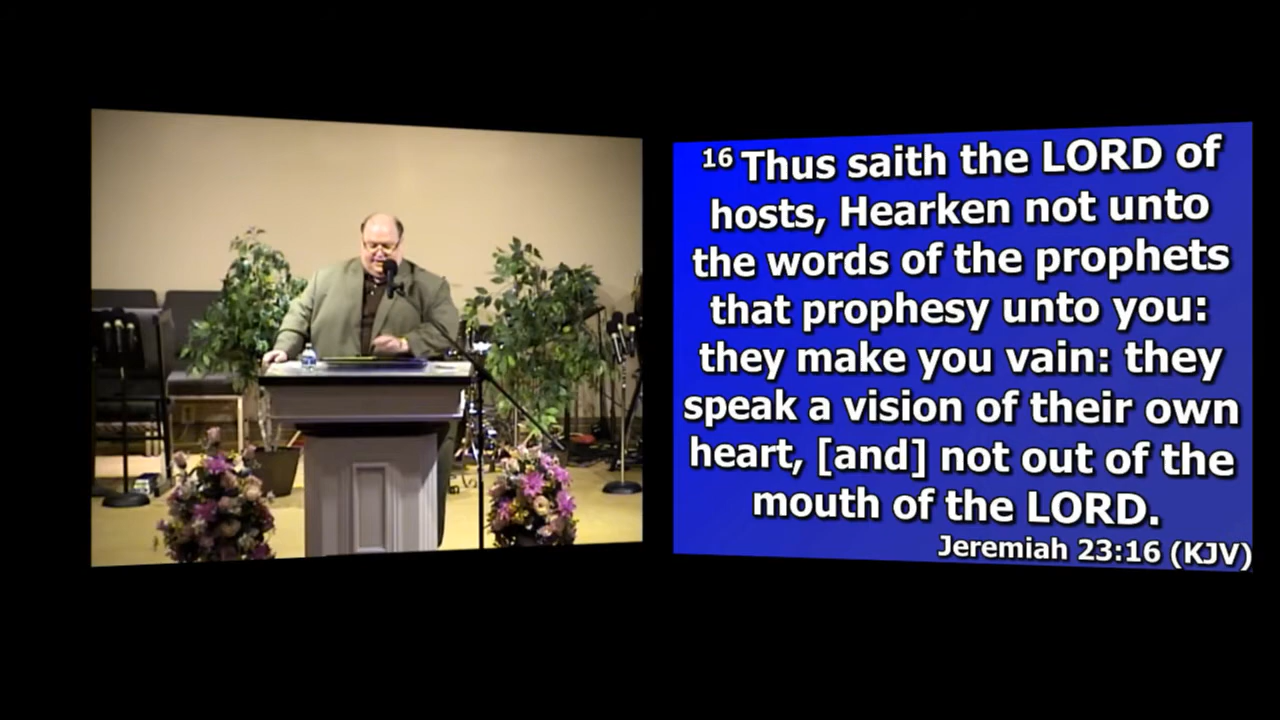 16 Thus saith the LORD of
hosts, Hearken not unto
the words of the prophets
that prophesy unto you:
they make you vain: they
speak a vision of their own
heart, [and] not out of the
mouth of the LORD.
Jeremiah 23:16 (KJV)